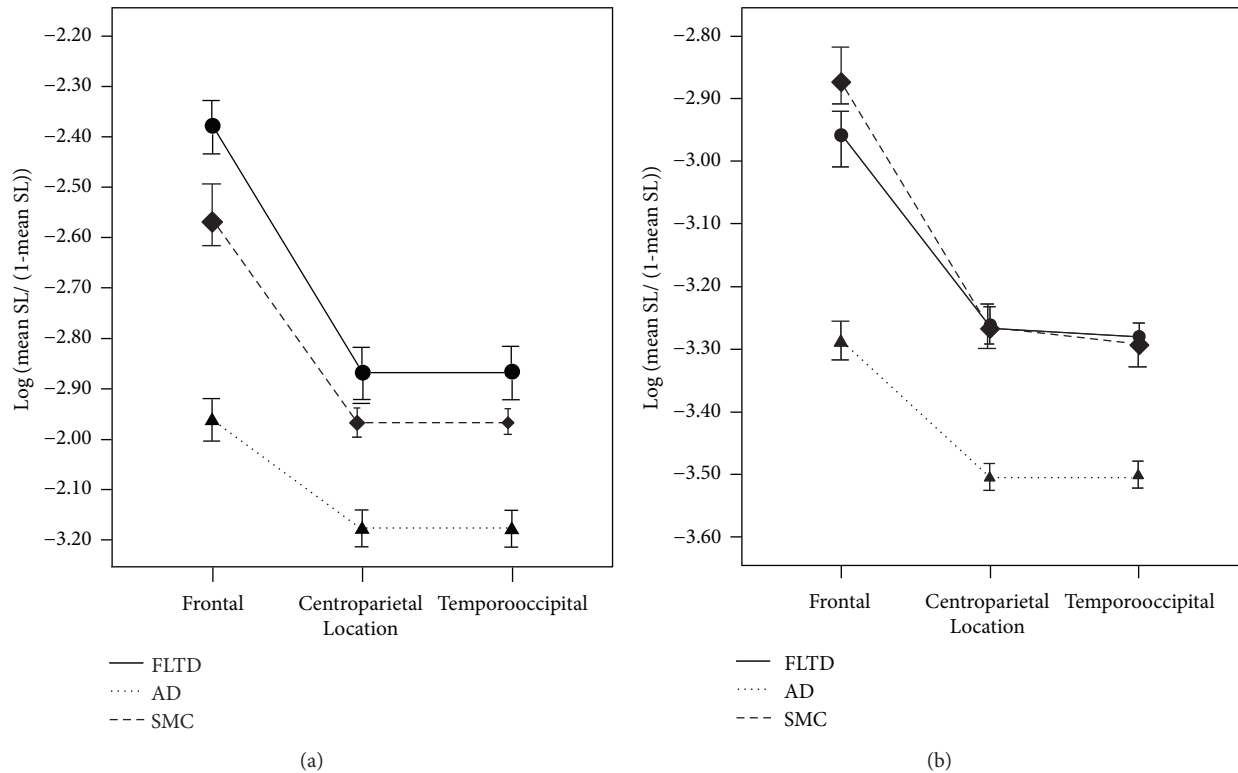 −2.20
−2.30
−2.40
−2.50
−2.60
−2.70
−2.80
−2.90
−2.00
−2.10
−3.20
Log (mean SL/ (1-mean SL))
Frontal
Centroparietal
Temporooccipital
Location
FLTD
AD
SMC
(a)
−2.80
−2.90
−3.00
−3.10
−3.20
−3.30
−3.40
−3.50
−3.60
Log (mean SL/ (1-mean SL))
Frontal
Centroparietal
Temporooccipital
Location
FLTD
AD
SMC
(b)